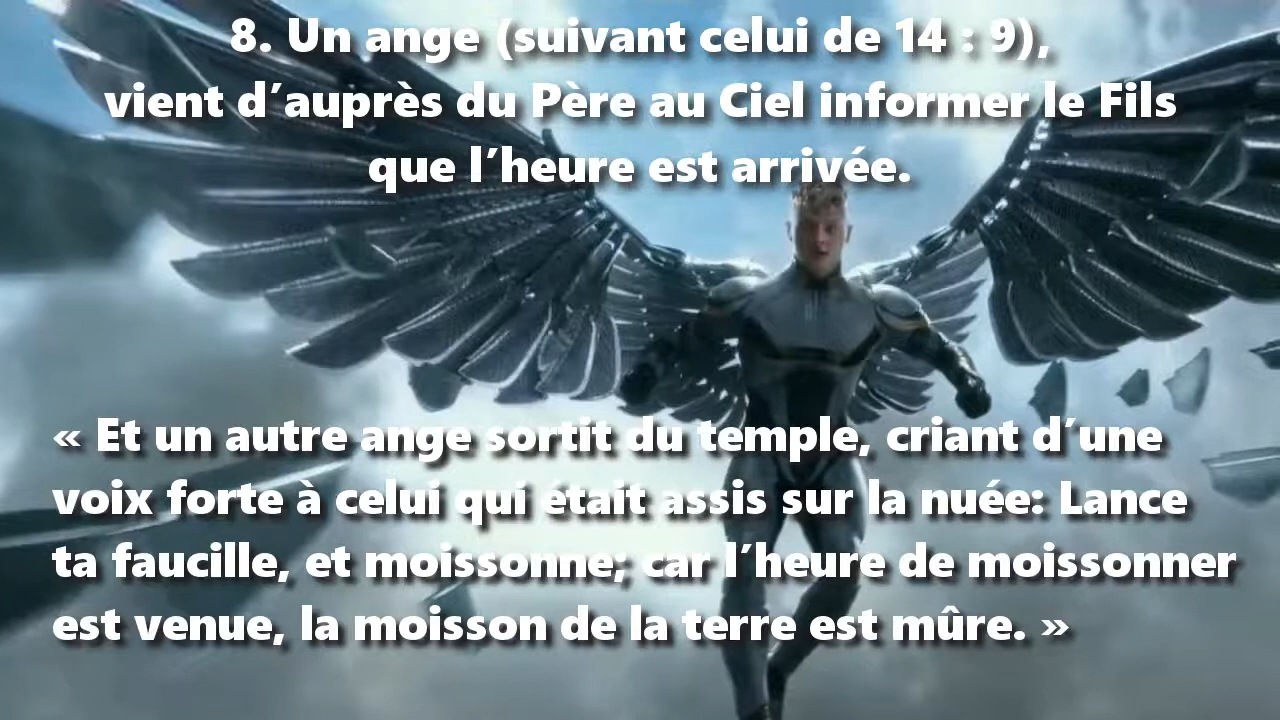 8. Un ange (suivant celui de 14 : 9),
vient d’auprès du Père au Ciel informer le Fils
que l’heure est arrivée.
« Et un autre ange sortit du temple, criant d’une
voix forte à celui qui était assis sur la nuée: Lance
ta faucille, et moissonne; car l’heure de moissonner
est venue, la moisson de la terre est mûre. »